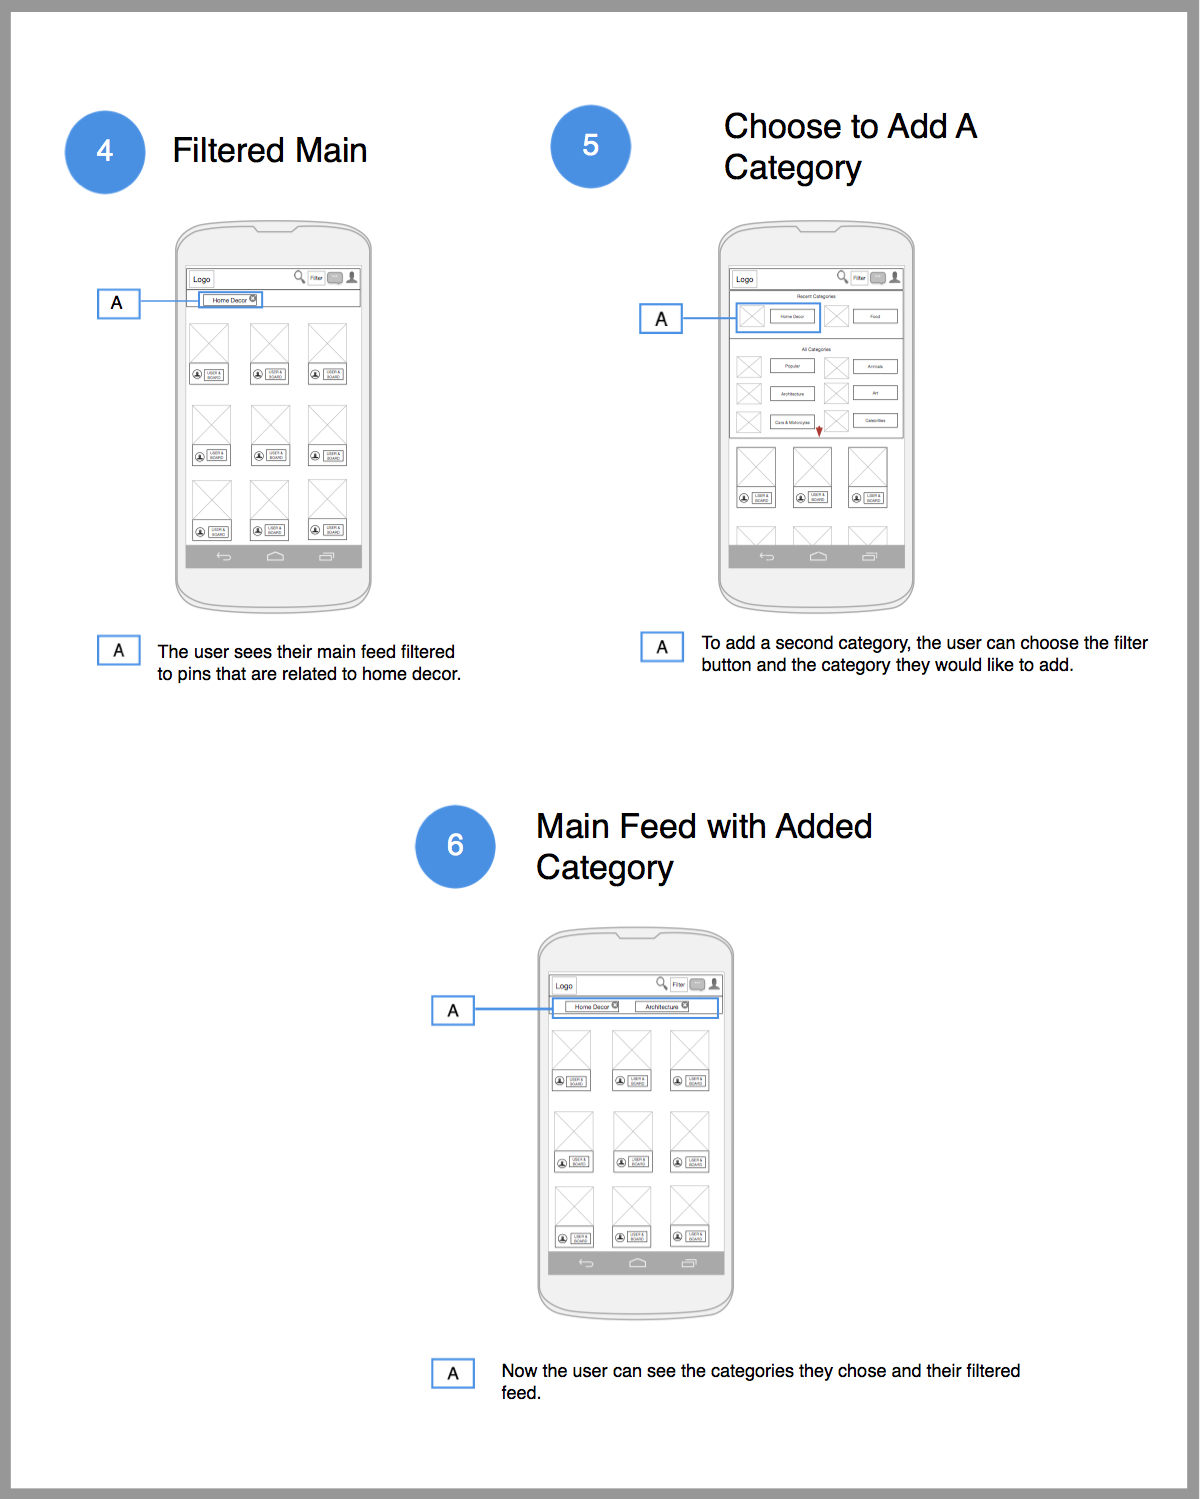 4
Filtered Main
Logo
Filter
A
Home Decor
USER &
BOARD
USER &
BOARD
USER &
BOARD
USER &
BOARD
USER &
BOARD
USER &
BOARD
USER &
BOARD
USER &
BOARD
USER &
BOARD
A
The user sees their main feed filtered
to pins that are related to home decor.
5
Choose to Add A
Category
Logo
Filter
Recent Categories
A
Home Decor
Food
All Categories
Popular
Animals
Architecture
Art
Cars & Motorcyles
Celebrities
USER &
BOARD
USER &
BOARD
USER &
BOARD
A
To add a second category, the user can choose the filter
button and the category they would like to add.
6
Main Feed with Added
Category
Logo
Filter
A
Home Decor
Architecture
USER &
BOARD
USER &
BOARD
USER &
BOARD
USER &
BOARD
USER &
BOARD
USER &
BOARD
USER &
BOARD
USER &
BOARD
USER &
BOARD
A
Now the user can see the categories they chose and their filtered
feed.